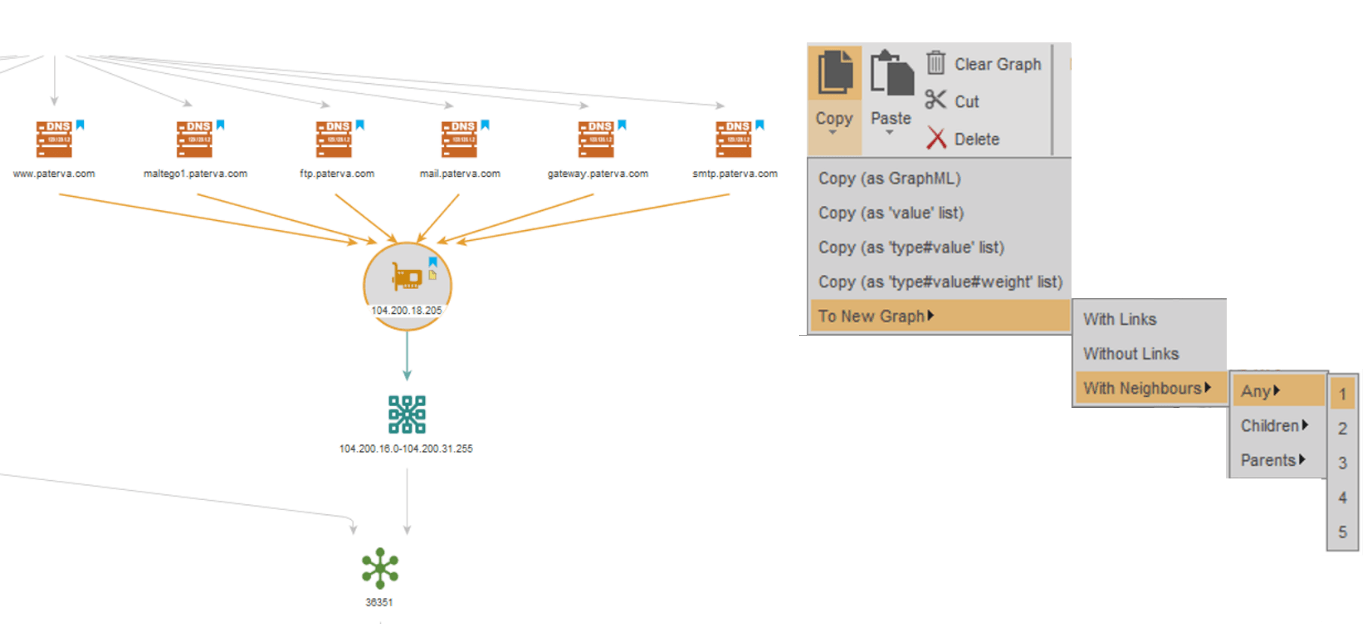 Clear Graph
Copy
Paste
Cut
Delete
DNS
DNS
DNS
DNS
DNS
DNS
www.paterva.com
maltego1.paterva.com
ftp.paterva.com
mail.paterva.com
gateway.paterva.com
smtp.paterva.com
Copy (as GraphML)
Copy (as 'value' list)
Copy (as 'type#value' list)
Copy (as 'type#value#weight' list)
To New Graph
With Links
Without Links
With Neighbours
Any
Children
Parents
1
2
3
4
5
104.200.18.205
104.200.16.0-104.200.31.255
36351